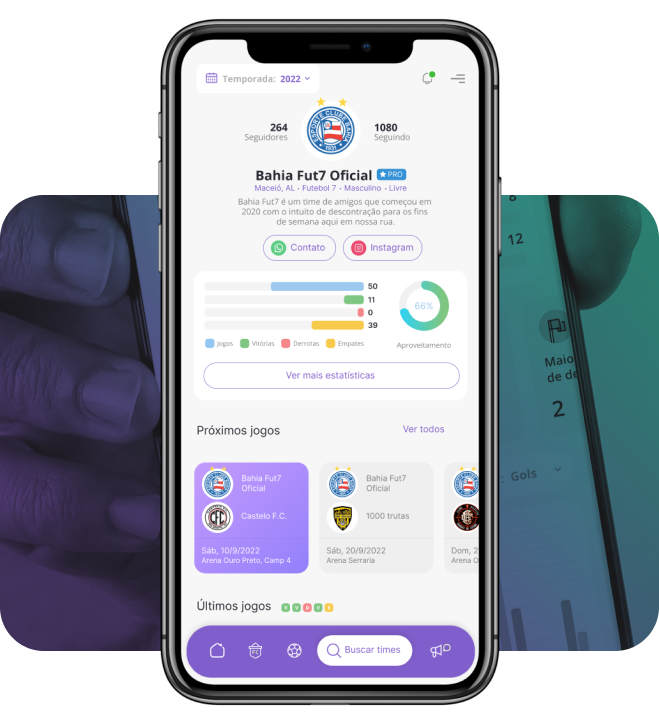 Temporada: 2022
264
Seguidores
ESPORTE CLUBE BAHIA
1931
1080
Seguindo
Bahia Fut7 Oficial
PRO
Maceió, AL • Futebol 7 • Masculino • Livre
Bahia Fut7 é um time de amigos que começou em
2020 com o intuito de descontração para os fins
de semana aqui em nossa rua.
Contato
Instagram
50
11
0
39
66%
Jogos
Vitórias
Derrotas
Empates
Aproveitamento
Ver mais estatísticas
Próximos jogos
Ver todos
Bahia Fut7
Oficial
Castelo F.C.
Sáb, 10/9/2022
Arena Ouro Preto, Camp 4
Bahia Fut7
Oficial
1000 trutas
Sáb, 20/9/2022
Arena Serraria
Dom, 2
Arena O
Últimos jogos
V V D V E
FC
Buscar times
12
Maio
de de
2
Gols